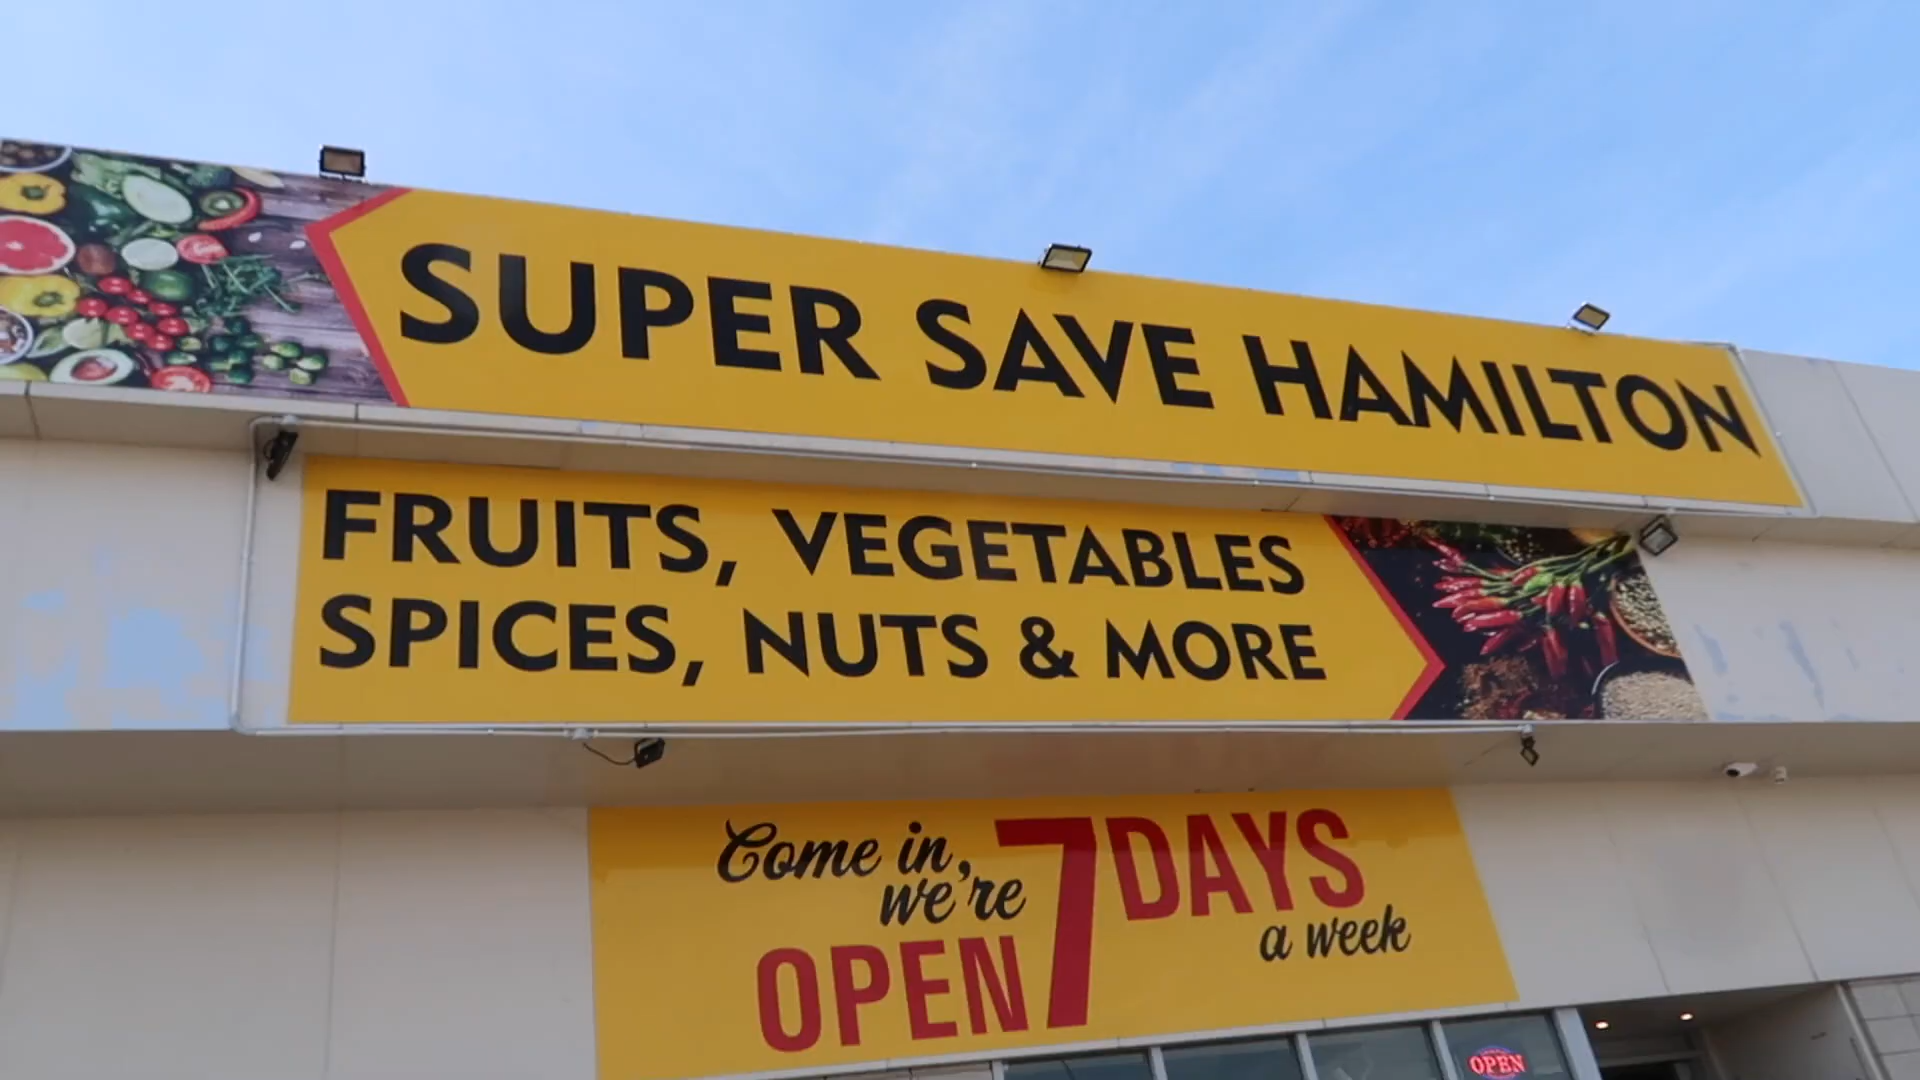 SUPER SAVE HAMILTON
FRUITS, VEGETABLES
SPICES, NUTS & MORE
Come in,
we're
OPEN 7 DAYS
a week
OPEN